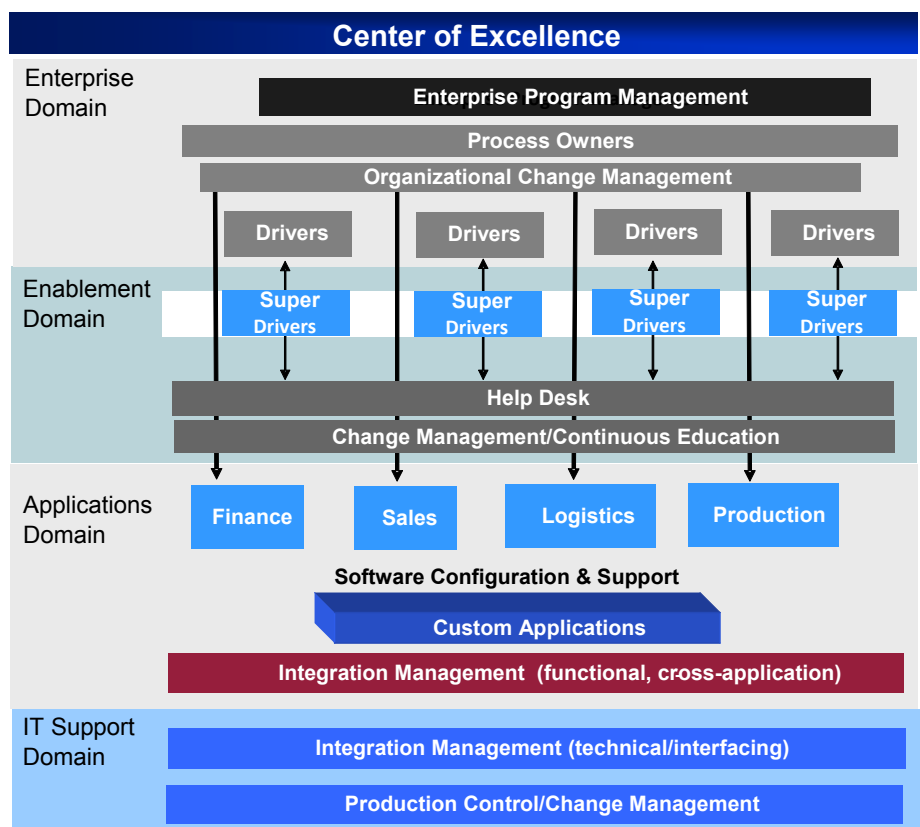 Center of Excellence
Enterprise
Domain
Enterprise Program Management
Process Owners
Organizational Change Management
Drivers
Drivers
Drivers
Drivers
Enablement
Domain
Super
Drivers
Super
Drivers
Super
Drivers
Super
Drivers
Help Desk
Change Management/Continuous Education
Applications
Domain
Finance
Sales
Logistics
Production
Software Configuration & Support
Custom Applications
Integration Management (functional, cross-application)
IT Support
Domain
Integration Management (technical/interfacing)
Production Control/Change Management